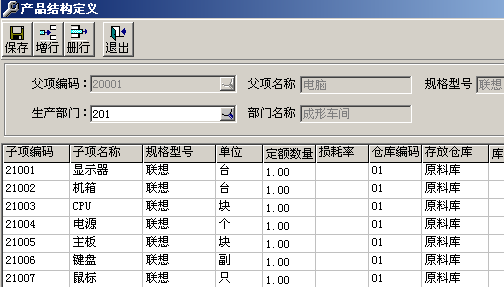 产品结构定义
保存 增行 删行 退出
父项编码： 20001 父项名称 电脑 规格型号 联想
生产部门： 201 部门名称 成形车间
子项编码 子项名称 规格型号 单位 定额数量 损耗率 仓库编码 存放仓库 库
21001 显示器 联想 台 1.00 01 原料库
21002 机箱 联想 台 1.00 01 原料库
21003 CPU 联想 块 1.00 01 原料库
21004 电源 联想 个 1.00 01 原料库
21005 主板 联想 块 1.00 01 原料库
21006 键盘 联想 副 1.00 01 原料库
21007 鼠标 联想 只 1.00 01 原料库